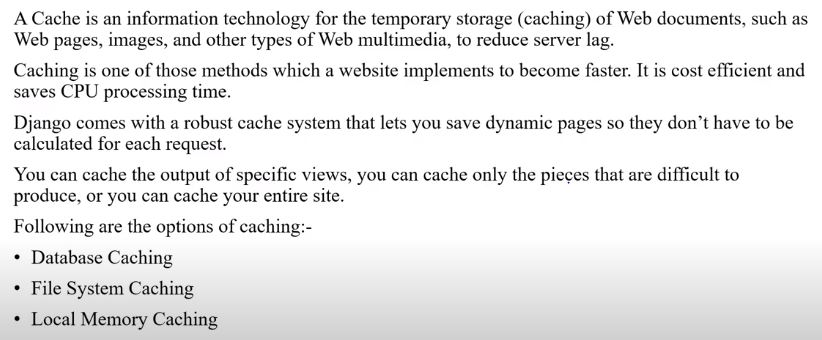 A Cache is an information technology for the temporary storage (caching) of Web documents, such as
Web pages, images, and other types of Web multimedia, to reduce server lag.
Caching is one of those methods which a website implements to become faster. It is cost efficient and
saves CPU processing time.
Django comes with a robust cache system that lets you save dynamic pages so they don’t have to be
calculated for each request.
You can cache the output of specific views, you can cache only the pieces that are difficult to
produce, or you can cache your entire site.
Following are the options of caching:-
• Database Caching
• File System Caching
• Local Memory Caching